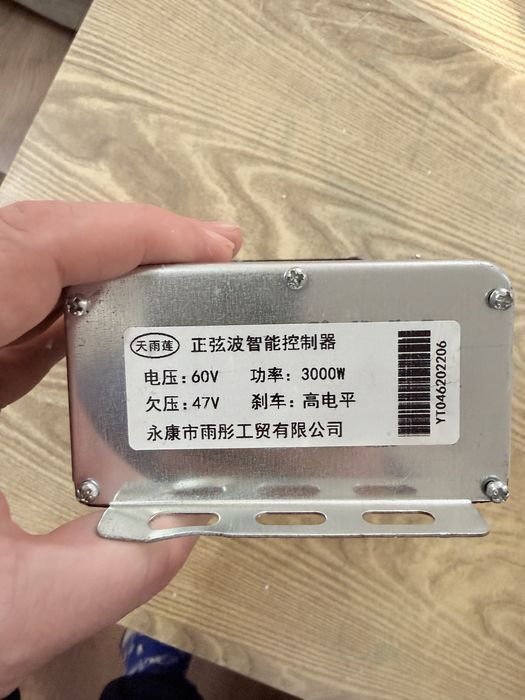 天雨莲 正弦波智能控制器
电压: 60V 功率: 3000W
欠压: 47V 刹车: 高电平
永康市雨彤工贸有限公司
YT046202206